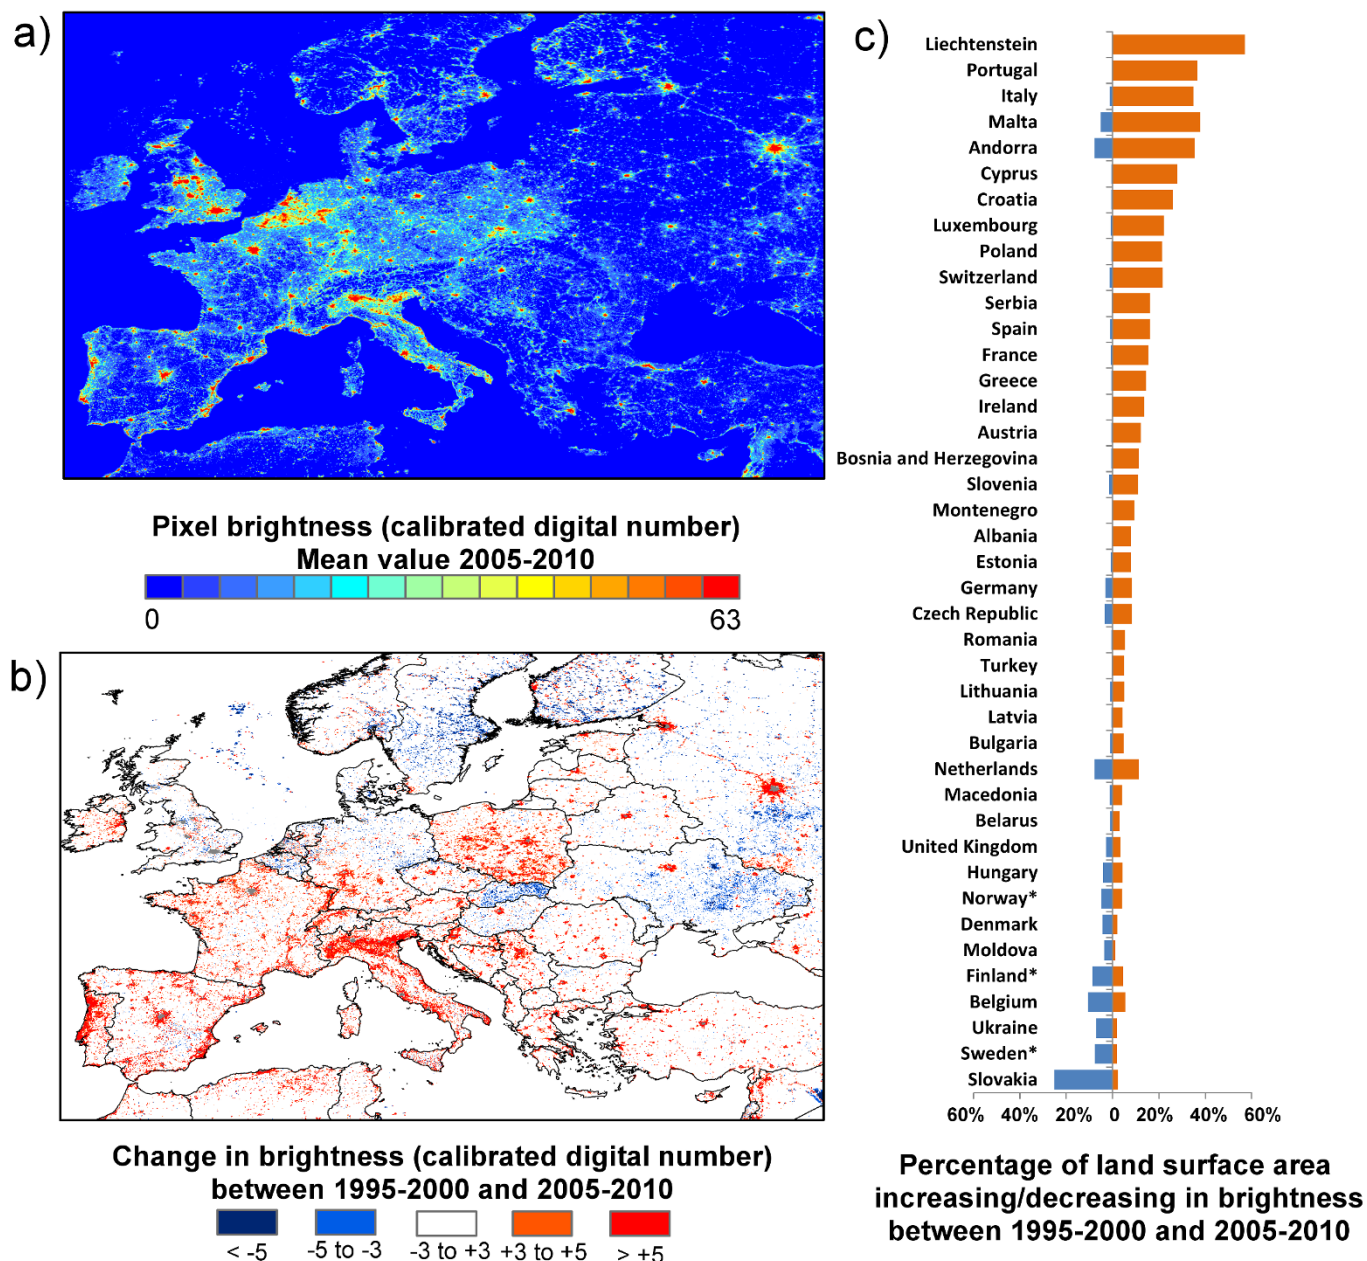 a)
Pixel brightness (calibrated digital number)
Mean value 2005-2010
0 63
b)
Change in brightness (calibrated digital number)
between 1995-2000 and 2005-2010
< -5 -5 to -3 -3 to +3 +3 to +5 > +5
c)
Liechtenstein
Portugal
Italy
Malta
Andorra
Cyprus
Croatia
Luxembourg
Poland
Switzerland
Serbia
Spain
France
Greece
Ireland
Austria
Bosnia and Herzegovina
Slovenia
Montenegro
Albania
Estonia
Germany
Czech Republic
Romania
Turkey
Lithuania
Latvia
Bulgaria
Netherlands
Macedonia
Belarus
United Kingdom
Hungary
Norway*
Denmark
Moldova
Finland*
Belgium
Ukraine
Sweden*
Slovakia
60% 40% 20% 0 20% 40% 60%
Percentage of land surface area
increasing/decreasing in brightness
between 1995-2000 and 2005-2010